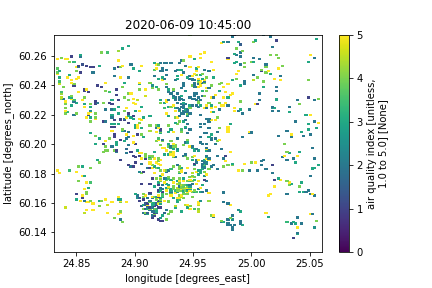 2020-06-09 10:45:00
60.26
60.24
60.22
60.20
60.18
60.16
60.14
latitude [degrees_north]
24.85 24.90 24.95 25.00 25.05
longitude [degrees_east]
5
4
3
2
1
0
air quality index [unitless,
1.0 to 5.0] [None]